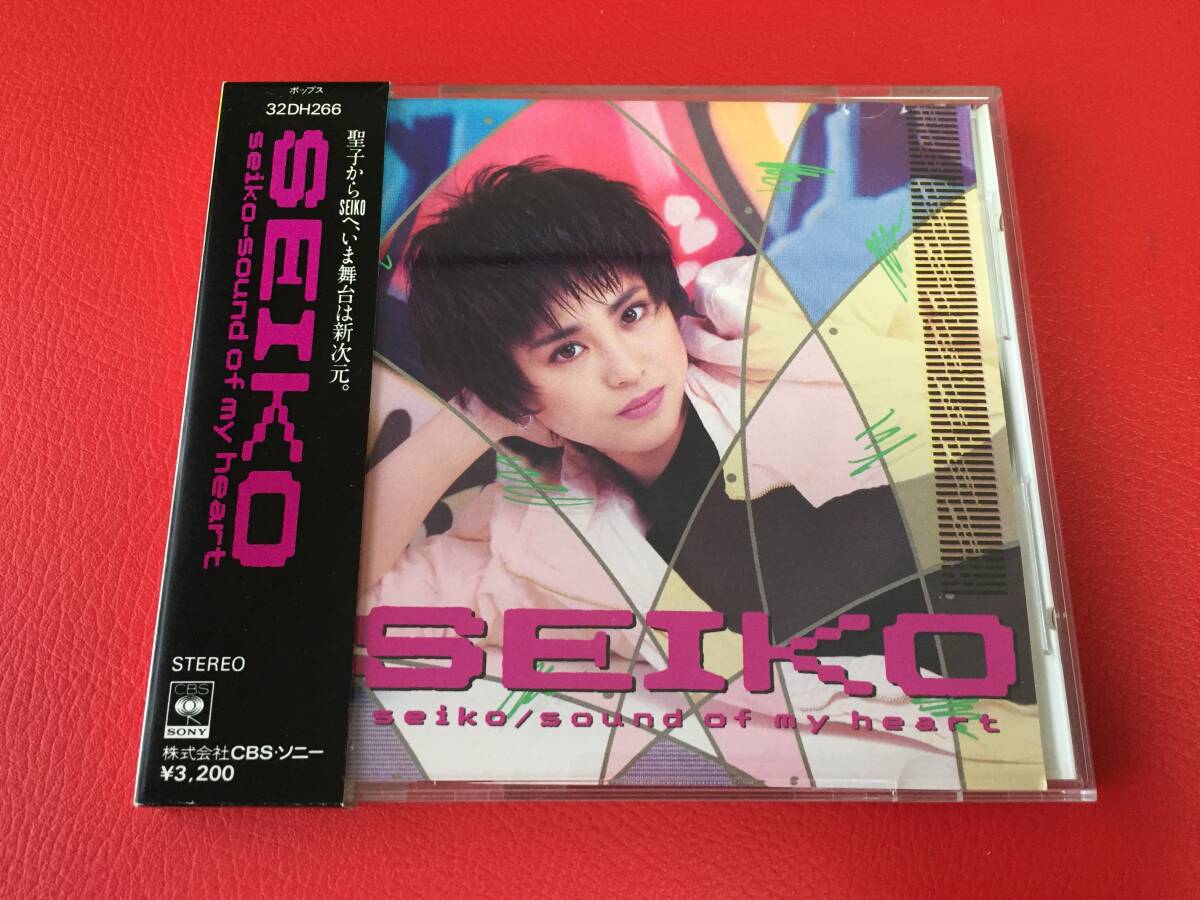 ポップス
32DH266
聖子からSEIKOへ、いま舞台は新次元。
SEIKO
seiko-sound of my heart
STEREO
CBS
SONY
株式会社CBS・ソニー
¥3,200
SEIKO
seiko/sound of my heart